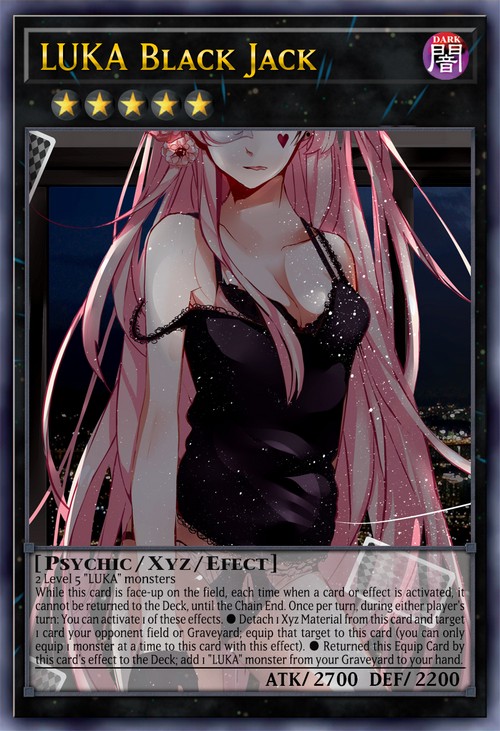 LUKA Black Jack
DARK
闇
[ Psychic / Xyz / Efect ]
2 Level 5 "LUKA" monsters
While this card is face-up on the field, each time when a card or effect is activated, it
cannot be returned to the Deck, until the Chain End. Once per turn, during either player's
turn: You can activate 1 of these effects. ● Detach 1 Xyz Material from this card and target
1 card your opponent field or Graveyard; equip that target to this card (you can only
equip 1 monster at a time to this card with this effect). ● Returned this Equip Card by
this card's effect to the Deck; add 1 "LUKA" monster from your Graveyard to your hand.
ATK/ 2700 DEF/ 2200